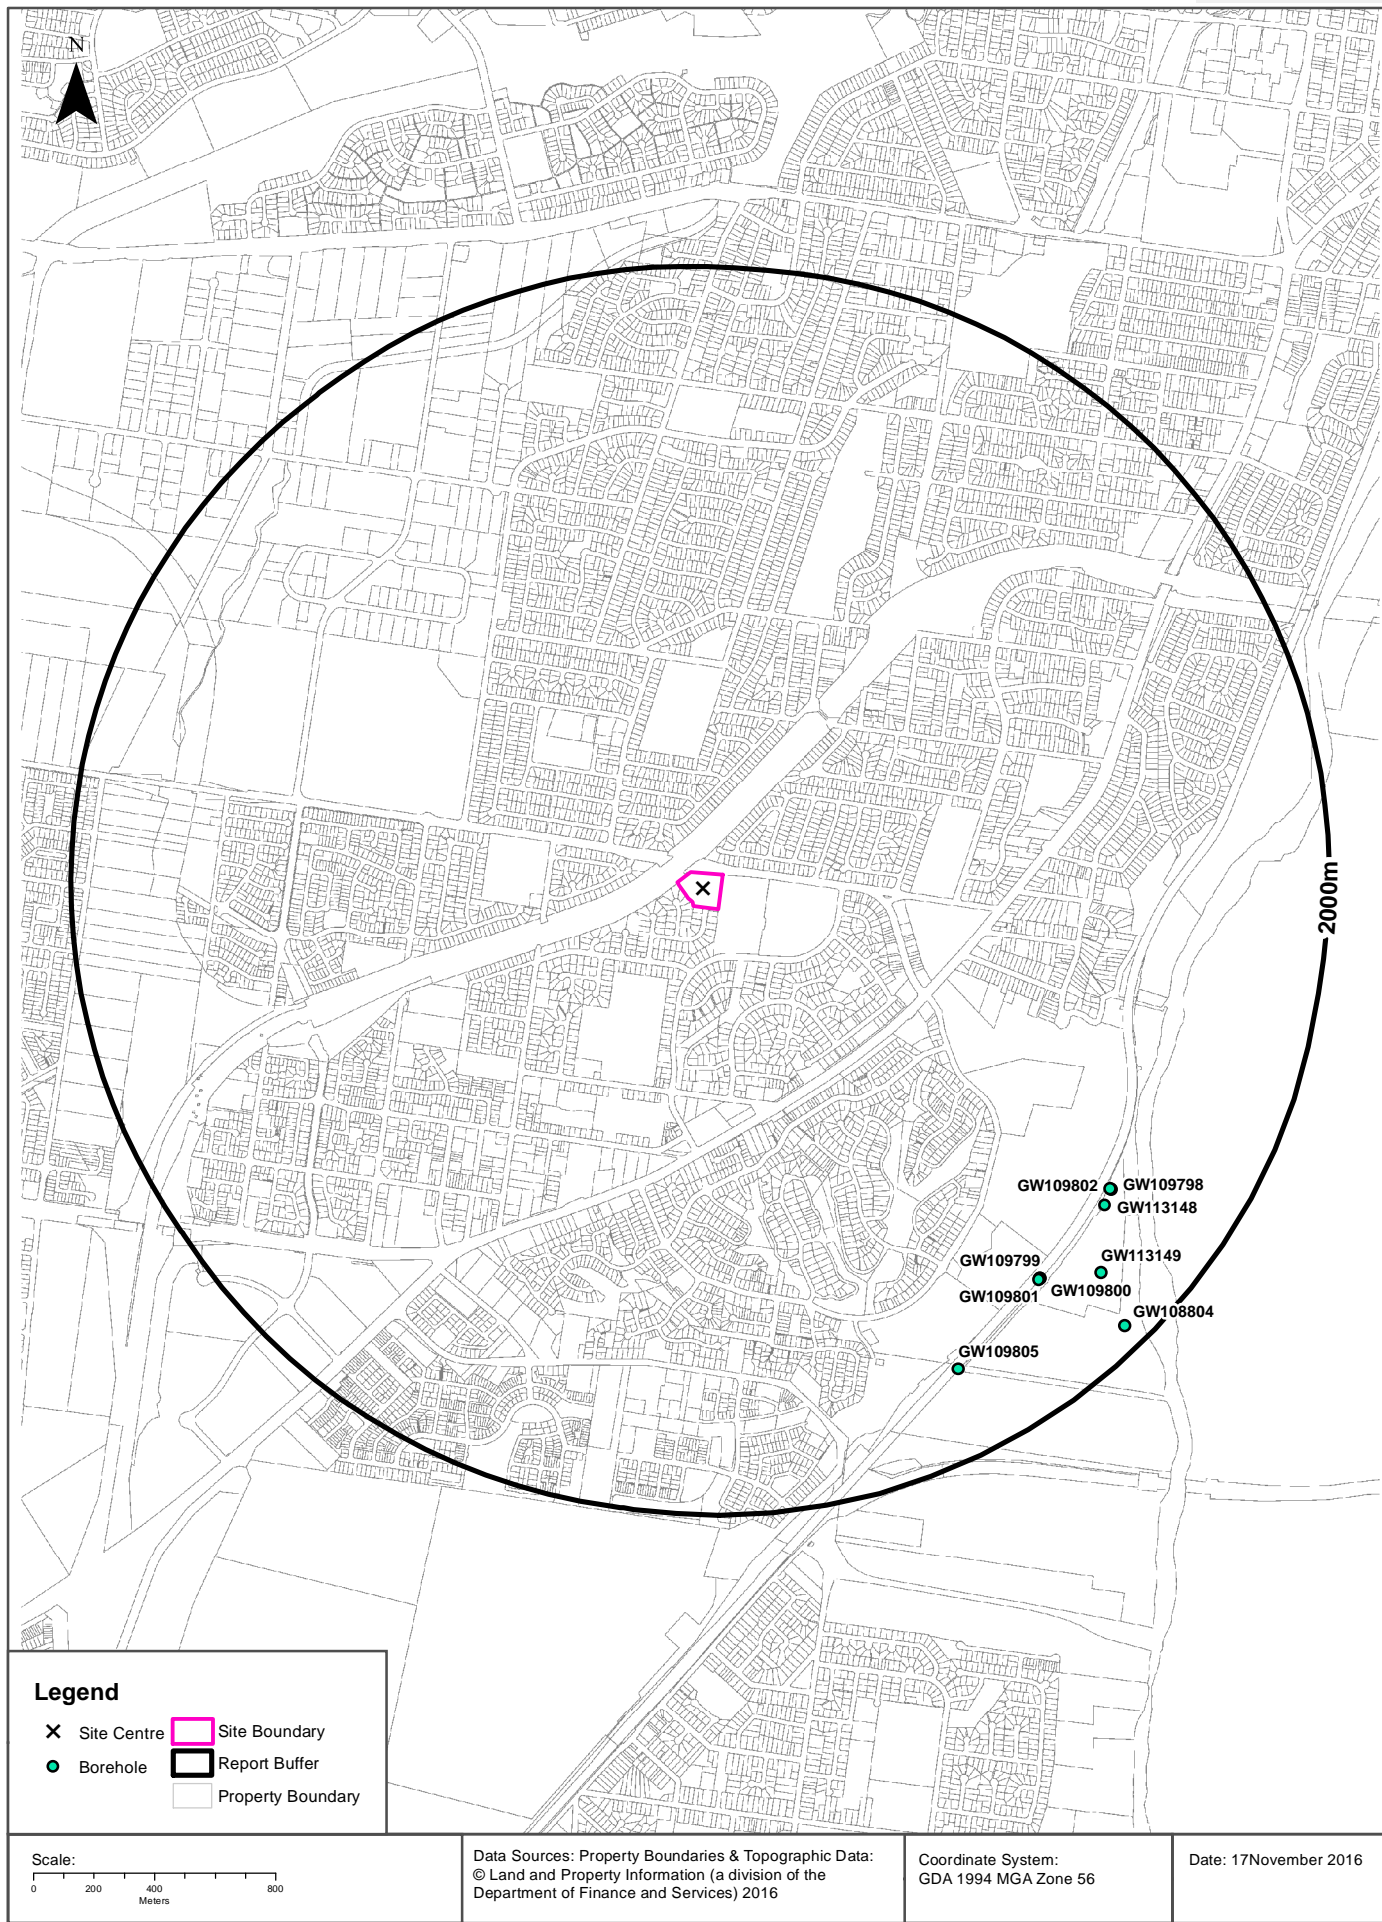 N
2000m
GW109802
GW109798
GW113148
GW109799
GW113149
GW109801
GW109800
GW108804
GW109805
Legend
Site Centre
Site Boundary
Borehole
Report Buffer
Property Boundary
Scale:
0 200 400 800
Meters
Data Sources: Property Boundaries & Topographic Data:
© Land and Property Information (a division of the
Department of Finance and Services) 2016
Coordinate System:
GDA 1994 MGA Zone 56
Date: 17November 2016